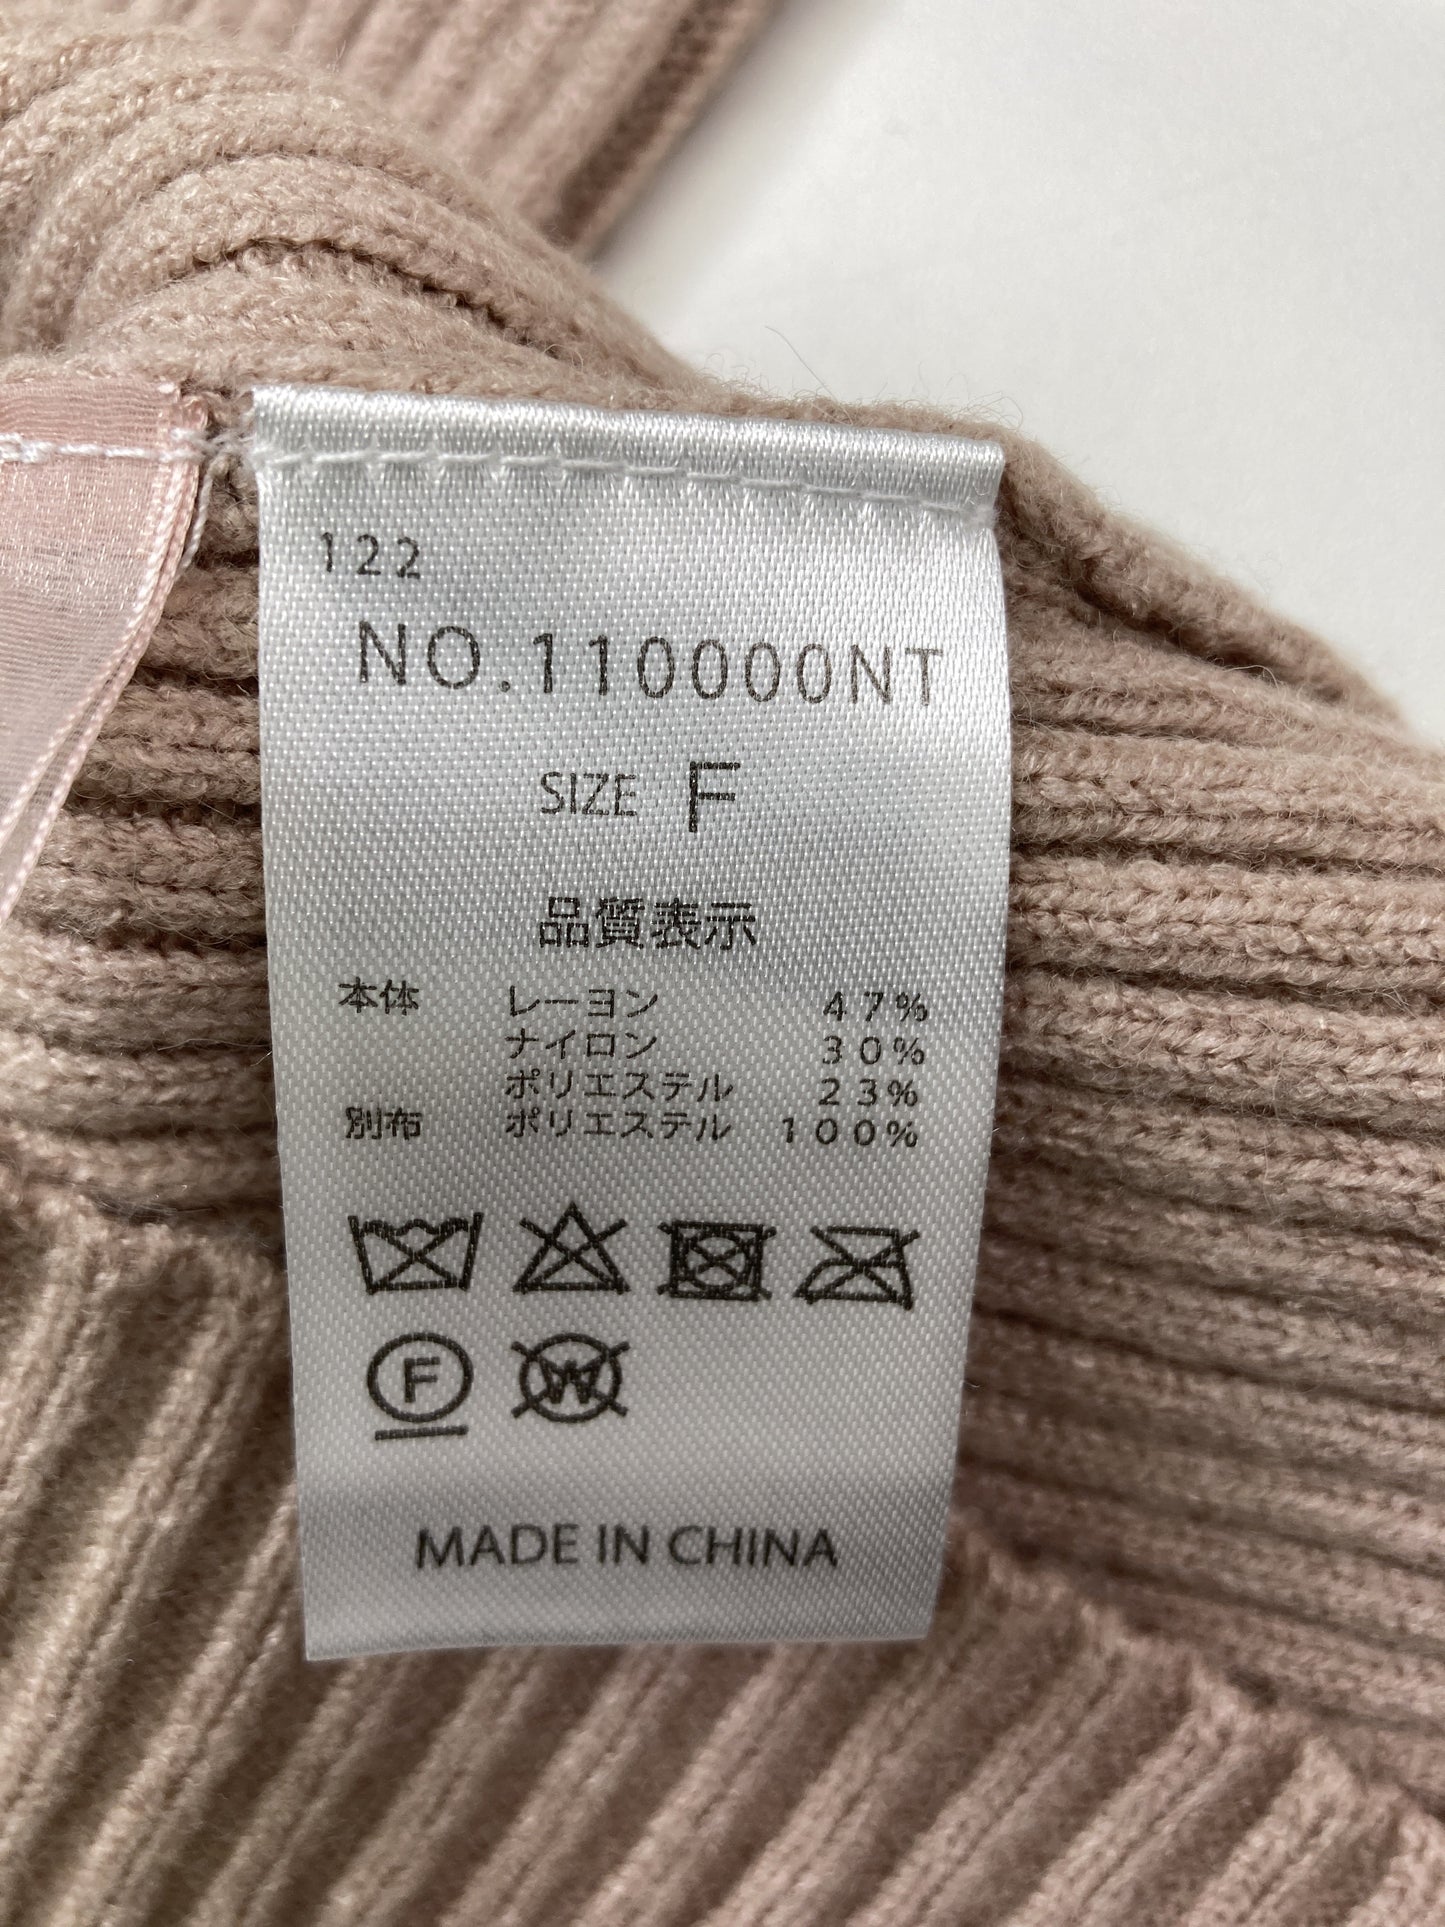 122
NO.110000NT
SIZE F
品質表示
本体 レーヨン 47%
ナイロン 30%
ポリエステル 23%
別布 ポリエステル 100%
F W
MADE IN CHINA